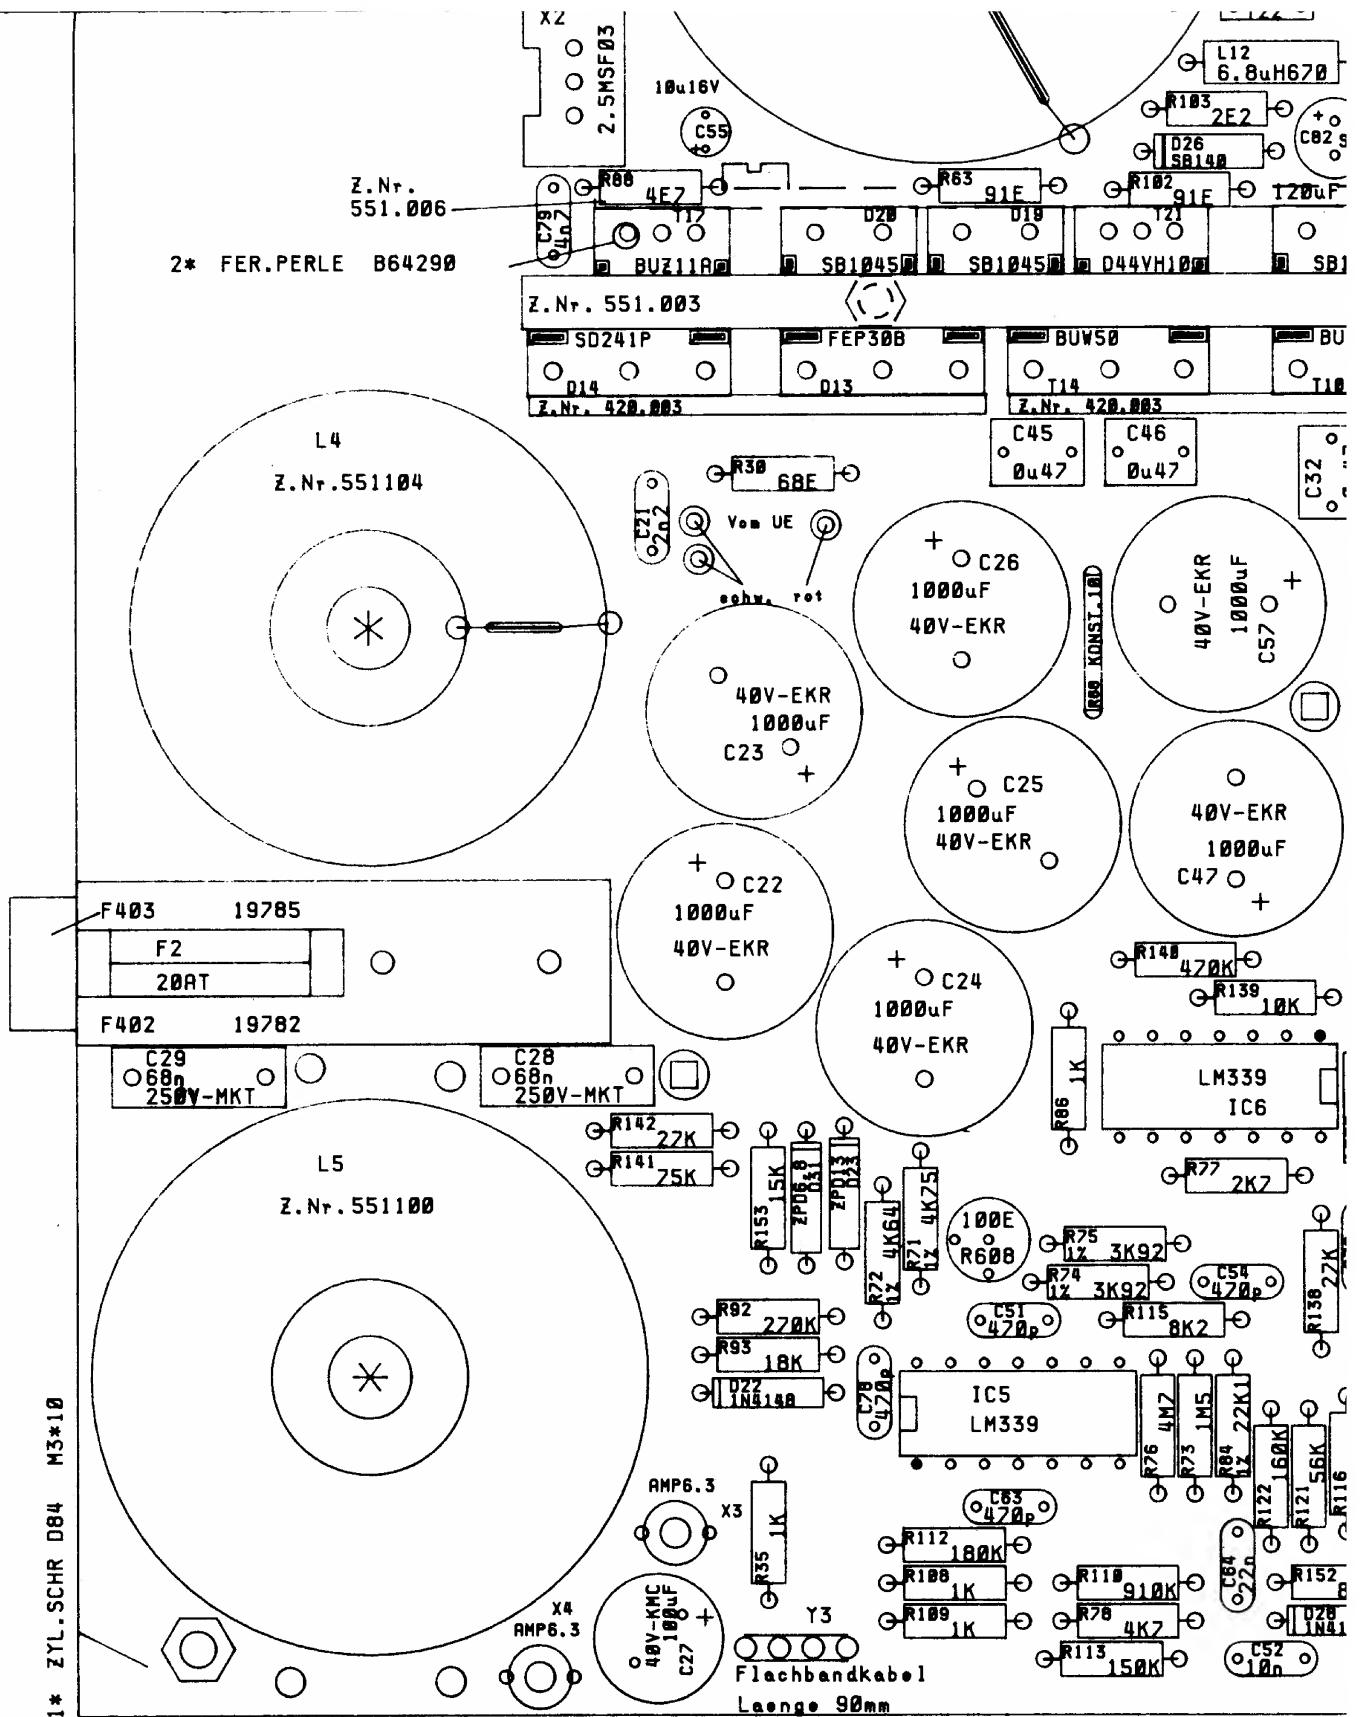 X2
2.5MSF03
10u16V
C55
L12
6.8uH670
R103
2E2
D26
SB140
C82
120uF
Z.Nr.
551.006
R88
4E7
C79
4n7
R63
91E
R102
91E
T17
BUZ11A
D20
SB1045
D19
SB1045
T21
D44VH10
SB1
2* FER.PERLE B64290
Z.Nr. 551.003
SD241P
D14
FEP30B
D13
BUW50
T14
BU
T10
Z.Nr. 420.003
Z.Nr. 420.003
C45
0u47
C46
0u47
C32
L4
Z.Nr.551104
R30
68E
C21
2n2
Vom UE
schw. rot
C26
1000uF
40V-EKR
R60 KONST.10
40V-EKR
1000uF
C57
40V-EKR
1000uF
C23
C25
1000uF
40V-EKR
40V-EKR
1000uF
C47
C22
1000uF
40V-EKR
C24
1000uF
40V-EKR
F403 19785
F2
20AT
F402 19782
R140
470K
R139
10K
C29
68n
250V-MKT
C28
68n
250V-MKT
R86
1K
LM339
IC6
L5
Z.Nr.551100
R142
27K
R141
75K
R153
15K
ZPD6.8
D31
ZPD13
D23
R72
1%
4K64
R71
1%
4K75
R77
2K7
100E
R608
R75
1% 3K92
R74
1% 3K92
C54
470p
R138
27K
C51
470p
R115
8K2
R92
270K
R93
18K
D22
1N4148
C78
470p
IC5
LM339
R76
4M7
R73
1M5
R84
1%
22K1
R122
160K
R121
56K
R116
AMP6.3
X3
R35
1K
C63
470p
R112
180K
R108
1K
R109
1K
R110
910K
R78
4K7
R113
150K
C64
22n
R152
8
D28
1N41
C52
10n
X4
AMP6.3
40V-KMC
100uF
C27
Y3
Flachbandkabel
Laenge 90mm
1* ZYL.SCHR D84 M3*10